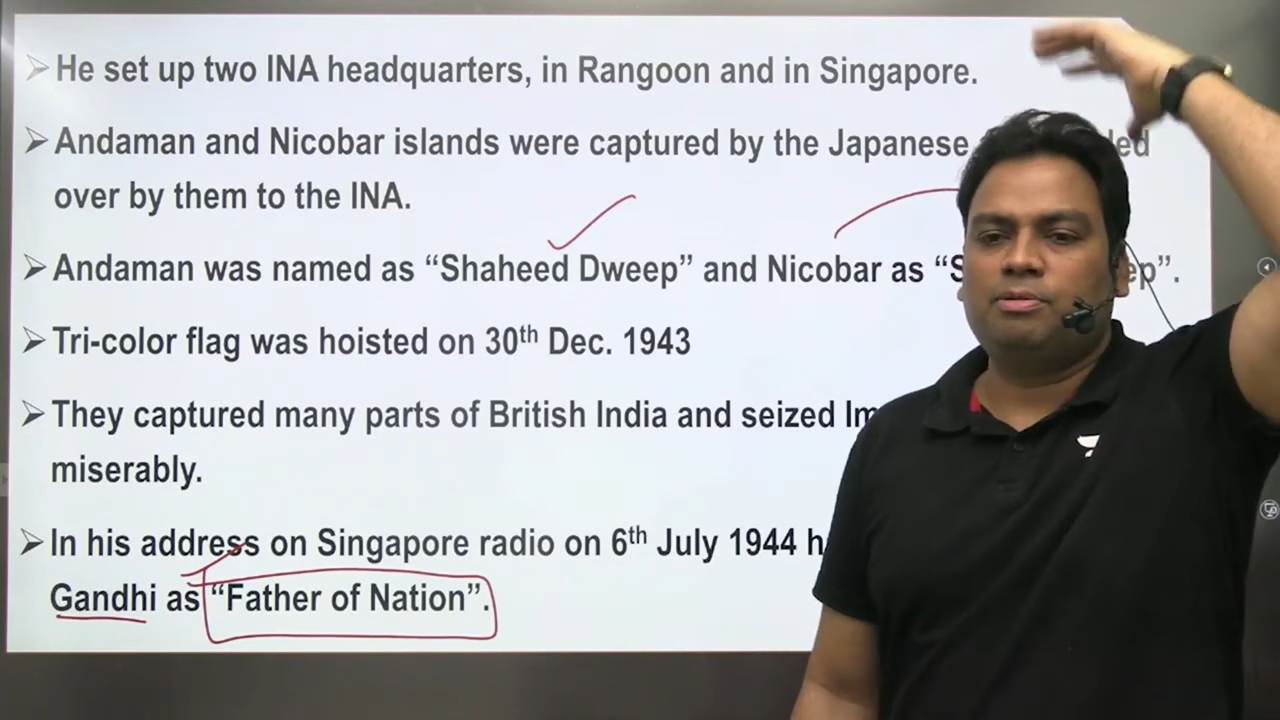 He set up two INA headquarters, in Rangoon and in Singapore.
Andaman and Nicobar islands were captured by the Japanese
over by them to the INA.
Andaman was named as “Shaheed Dweep” and Nicobar as
Tri-color flag was hoisted on 30th Dec. 1943
They captured many parts of British India and seized
miserably.
In his address on Singapore radio on 6th July 1944
Gandhi as “Father of Nation”.